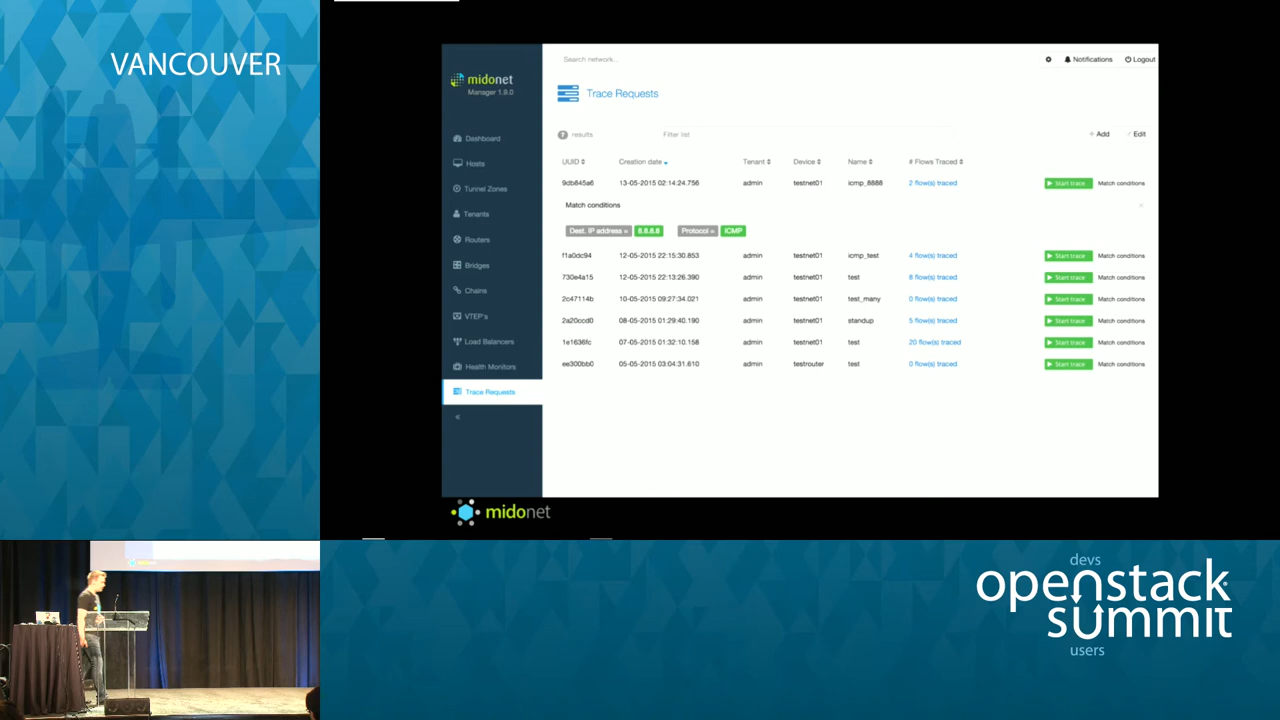 VANCOUVER
midonet
Manager 1.9.0
Dashboard
Hosts
Tunnel Zones
Tenants
Routers
Bridges
Chains
VTEP's
Load Balancers
Health Monitors
Trace Requests
«
Search network...
Notifications
Logout
Trace Requests
7 results
Filter list
+ Add
Edit
UUID Creation date Tenant Device Name # Flows Traced
9db845a6 13-05-2015 02:14:24.756 admin testnet01 icmp_8888 2 flow(s) traced Start trace Match conditions
Match conditions ×
Dest. IP address = 8.8.8.8 Protocol = ICMP
f1a0dc94 12-05-2015 22:15:30.853 admin testnet01 icmp_test 4 flow(s) traced Start trace Match conditions
730e4a15 12-05-2015 22:13:26.390 admin testnet01 test 8 flow(s) traced Start trace Match conditions
2c47114b 10-05-2015 09:27:34.021 admin testnet01 test_many 0 flow(s) traced Start trace Match conditions
2a20ccd0 08-05-2015 01:29:40.190 admin testnet01 standup 5 flow(s) traced Start trace Match conditions
1e1636fc 07-05-2015 01:32:10.158 admin testnet01 test 20 flow(s) traced Start trace Match conditions
ee300bb0 05-05-2015 03:04:31.610 admin testrouter test 0 flow(s) traced Start trace Match conditions
midonet
devs
openstack
summit
users